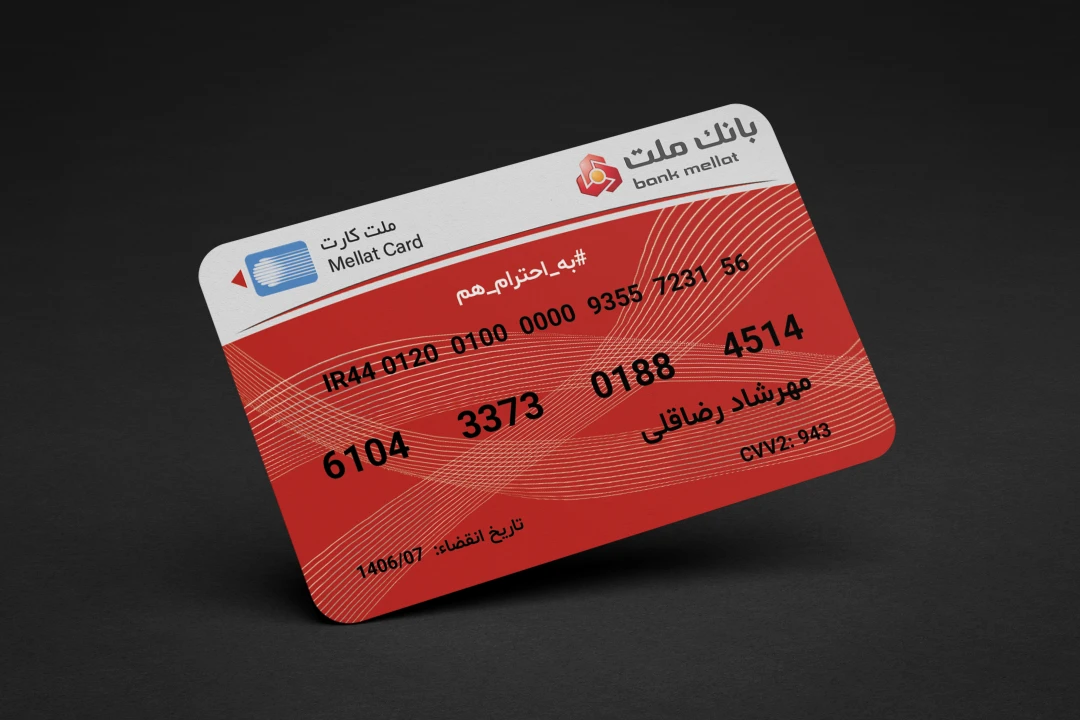 بانک ملت
bank mellat
ملت کارت
Mellat Card
#به_احترام_هم
IR44 0120 0100 0000 9355 7231 56
6104 3373 0188 4514
مهرشاد رضاقلی
CVV2: 943
تاریخ انقضاء: 1406/07